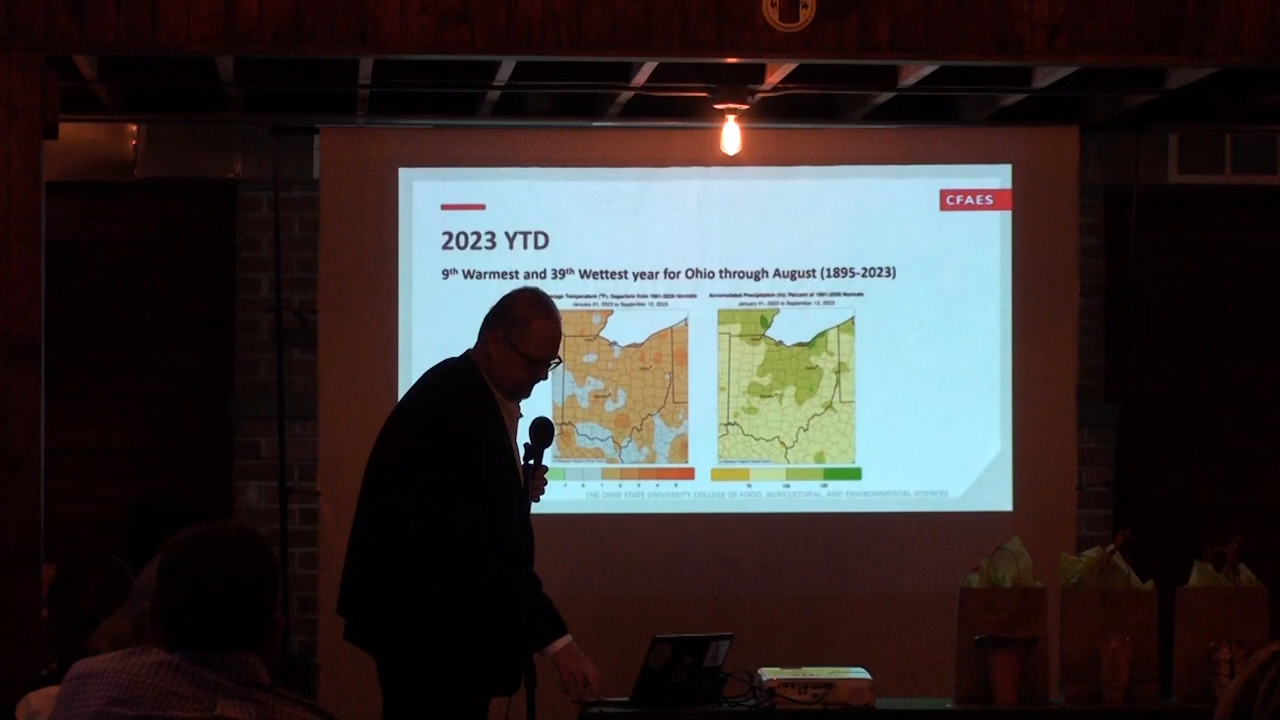 CFAES
2023 YTD
9th Warmest and 39th Wettest year for Ohio through August (1895-2023)
Temperature (°F): Departure from 1991-2020 Normals
Accumulated Precipitation (in): Percent of 1991-2020 Normals
January 01, 2023 to September 12, 2023
January 01, 2023 to September 12, 2023
THE OHIO STATE UNIVERSITY COLLEGE OF FOOD, AGRICULTURAL, AND ENVIRONMENTAL SCIENCES